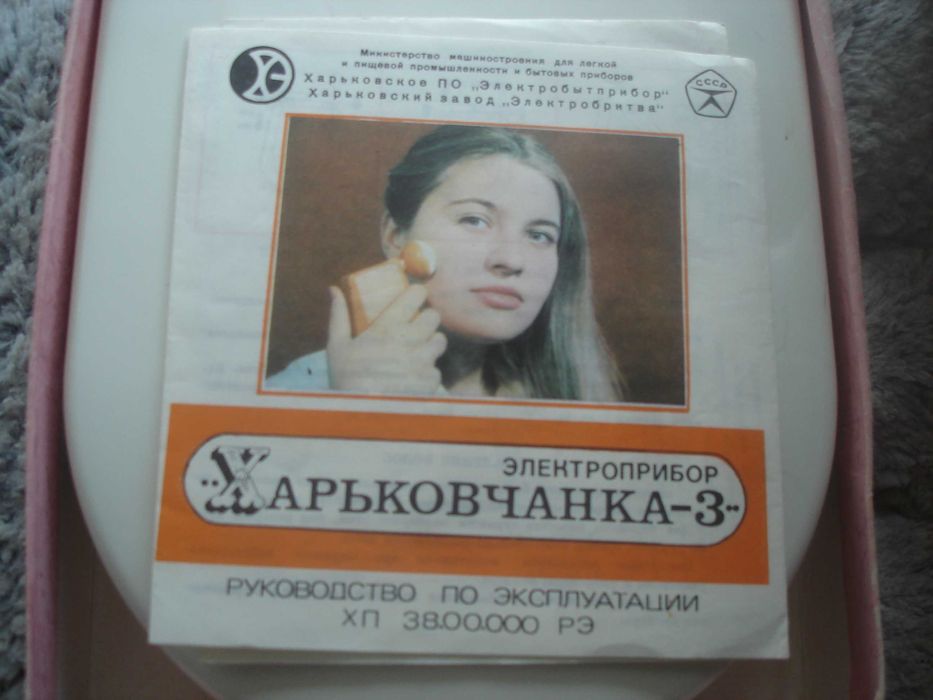 Министерство машиностроения для легкой
и пищевой промышленности и бытовых приборов
Харьковское ПО „Электробытприбор“
Харьковский завод „Электробритва“
СССР
ЭЛЕКТРОПРИБОР
„ХАРЬКОВЧАНКА-3“
РУКОВОДСТВО ПО ЭКСПЛУАТАЦИИ
ХП 38.00.000 РЭ